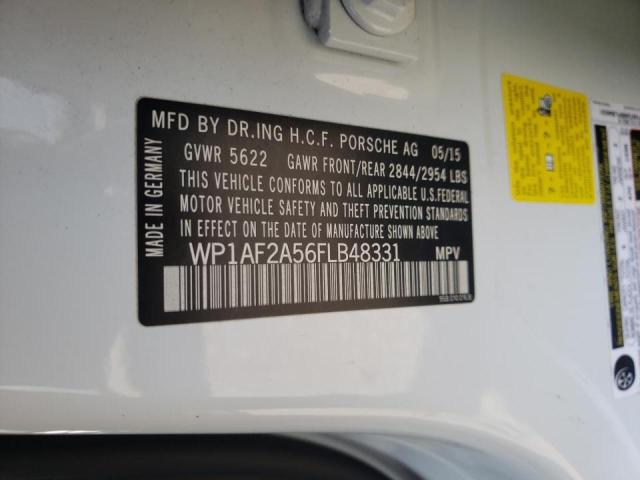 MFD BY DR.ING H.C.F. PORSCHE AG 05/15
GVWR 5622 GAWR FRONT/REAR 2844/2954 LBS
THIS VEHICLE CONFORMS TO ALL APPLICABLE U.S.FEDERAL
MOTOR VEHICLE SAFETY AND THEFT PREVENTION STANDARDS
IN EFFECT ON THE DATE OF MANUFACTURE SHOWN ABOVE
WP1AF2A56FLB48331 MPV
MADE IN GERMANY